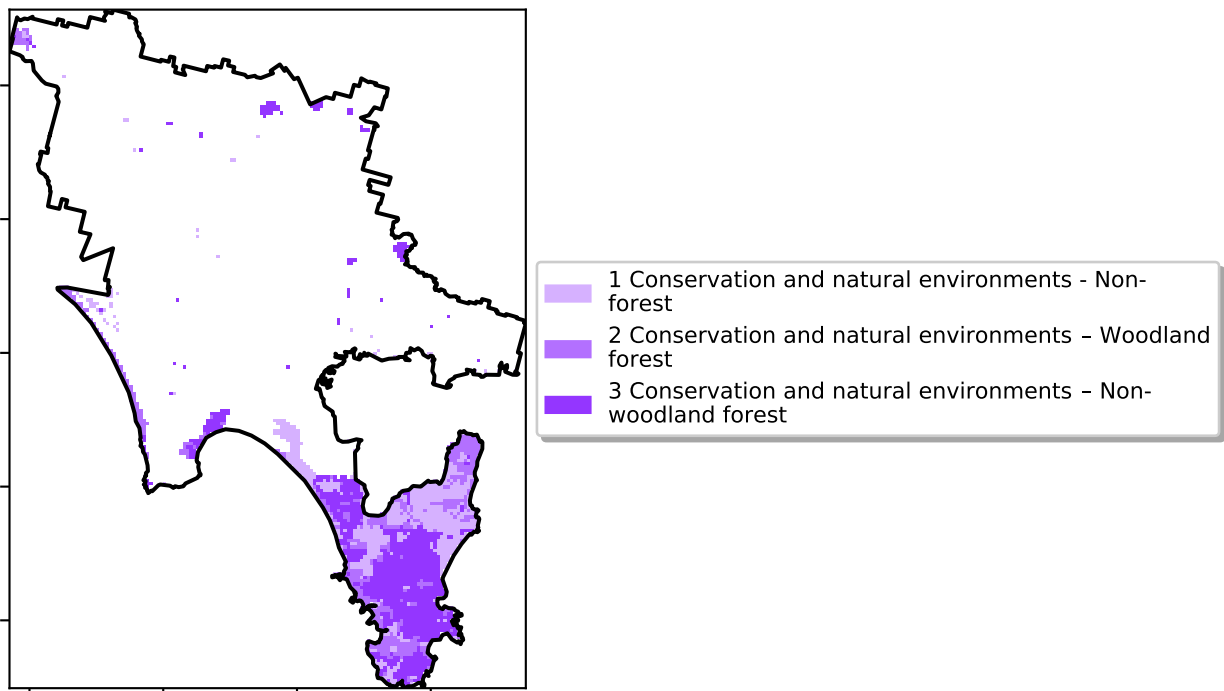 1 Conservation and natural environments - Non-
forest
2 Conservation and natural environments – Woodland
forest
3 Conservation and natural environments – Non-
woodland forest